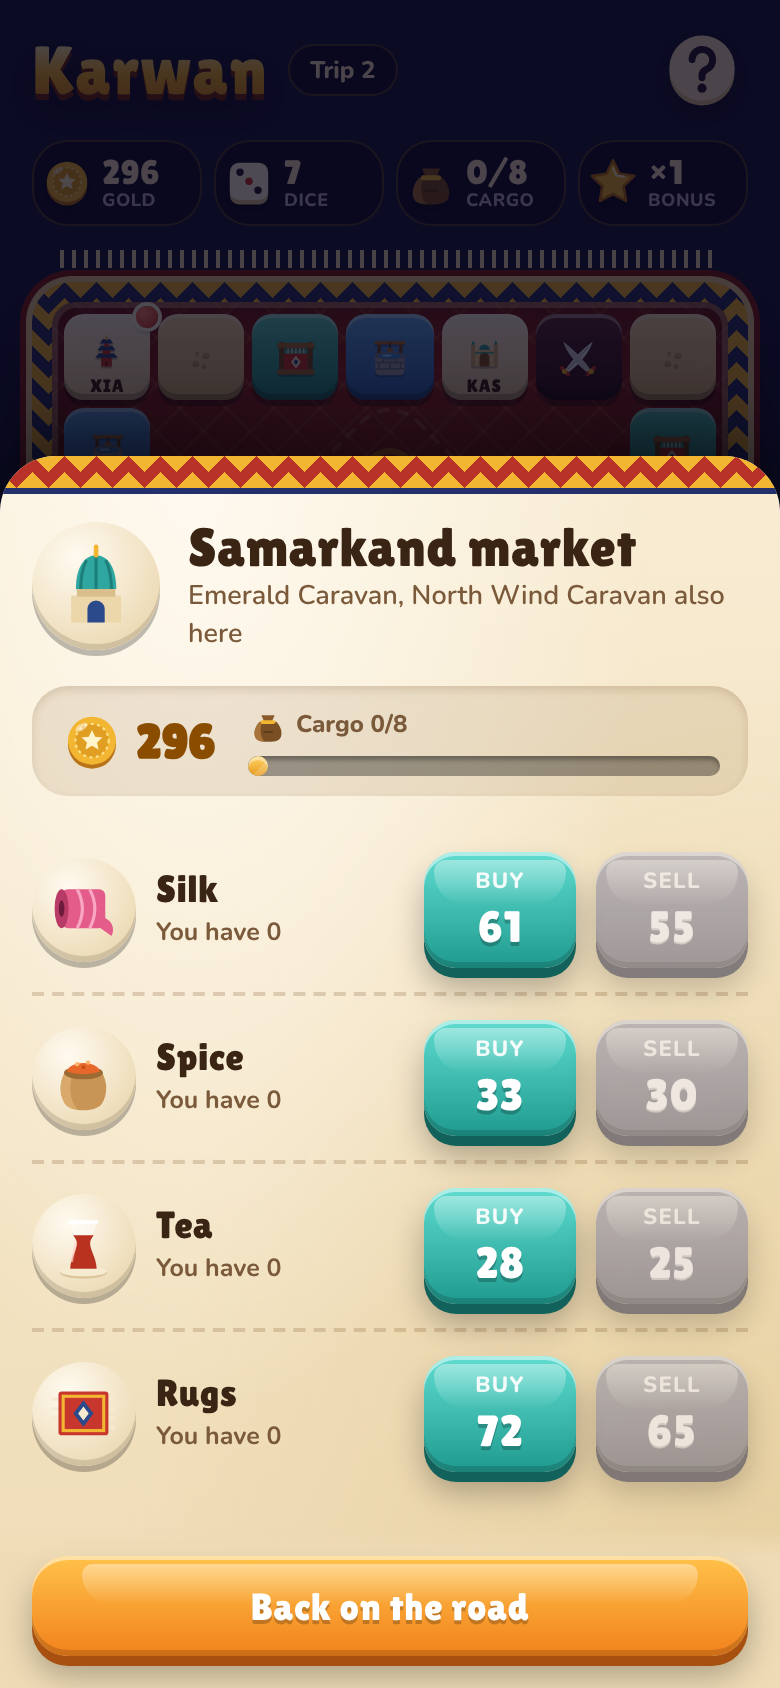 Karwan
Trip 2
?
296
GOLD
7
DICE
0/8
CARGO
×1
BONUS
XIA
KAS
Samarkand market
Emerald Caravan, North Wind Caravan also
here
296
Cargo 0/8
Silk
You have 0
BUY
61
SELL
55
Spice
You have 0
BUY
33
SELL
30
Tea
You have 0
BUY
28
SELL
25
Rugs
You have 0
BUY
72
SELL
65
Back on the road